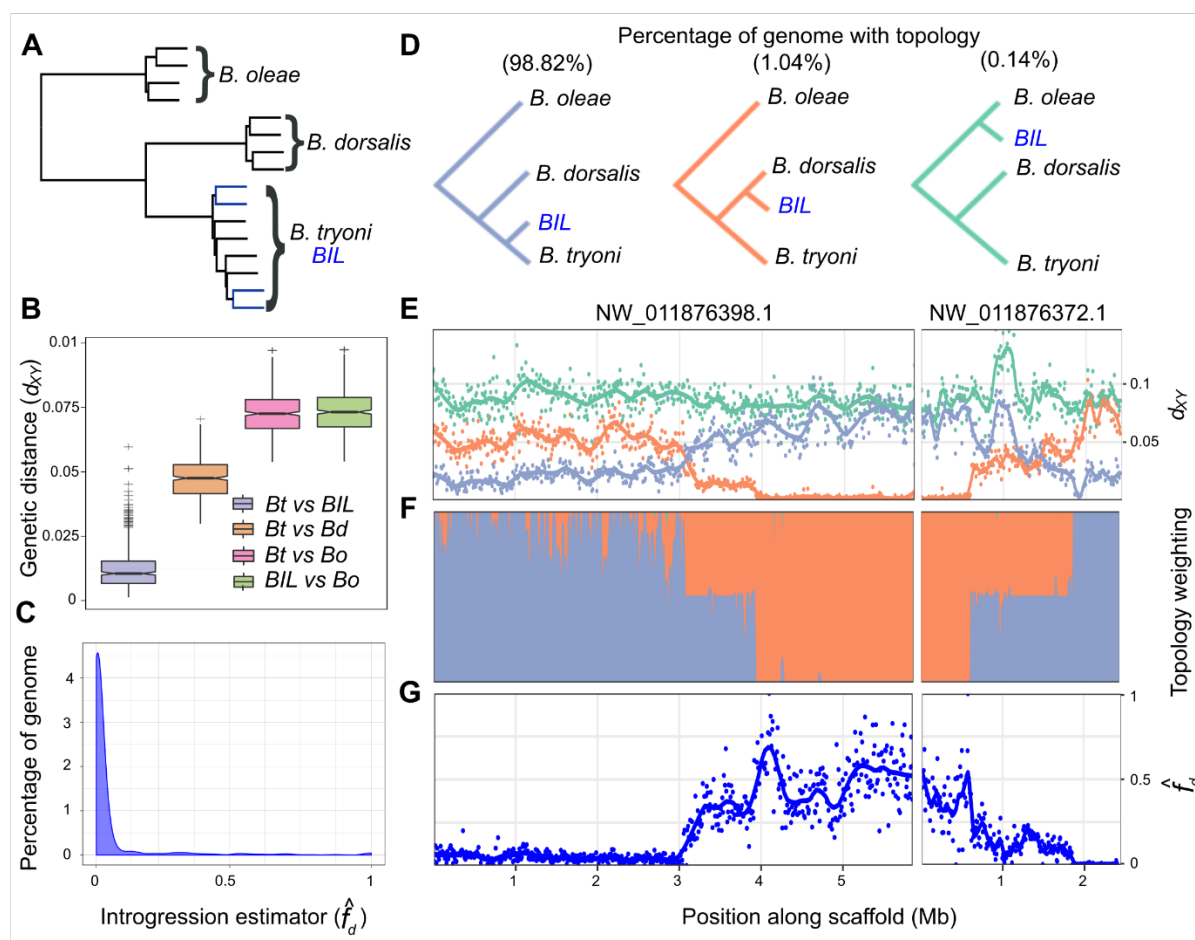 A
B. oleae
B. dorsalis
B. tryoni
BIL
B
Genetic distance (dXY)
0.01
0.075
0.05
0.025
0
Bt vs BIL
Bt vs Bd
Bt vs Bo
BIL vs Bo
C
Percentage of genome
4
3
2
1
0
0
0.5
1
Introgression estimator (f̂d)
D
Percentage of genome with topology
(98.82%)
(1.04%)
(0.14%)
B. oleae
B. dorsalis
BIL
B. tryoni
B. oleae
B. dorsalis
BIL
B. tryoni
B. oleae
BIL
B. dorsalis
B. tryoni
E
NW_011876398.1
NW_011876372.1
0.1
0.05
dXY
F
Topology weighting
G
1
0.5
0
f̂d
1
2
3
4
5
1
2
Position along scaffold (Mb)